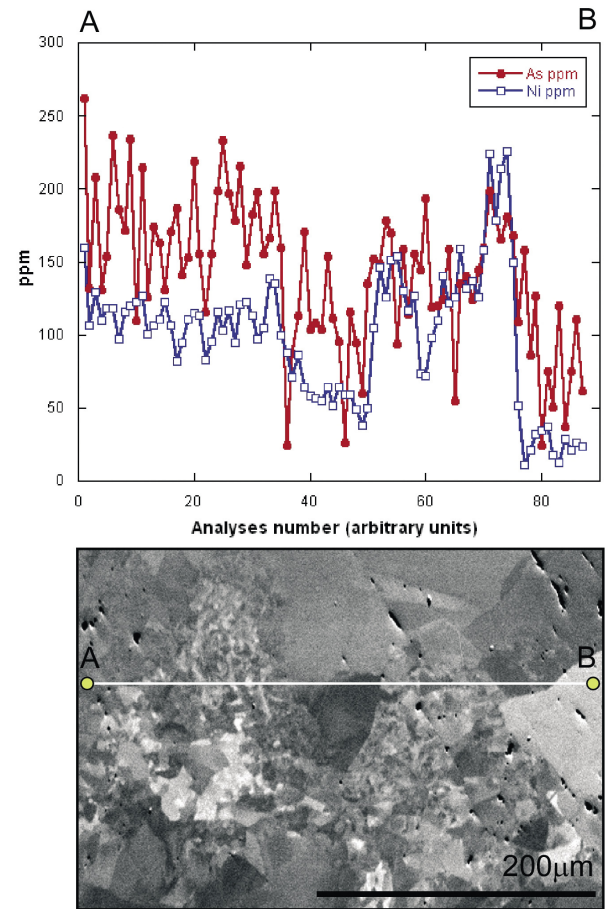 A B
300
250
200
150
100
50
0
ppm
As ppm
Ni ppm
0 20 40 60 80
Analyses number (arbitrary units)
A B
200μm